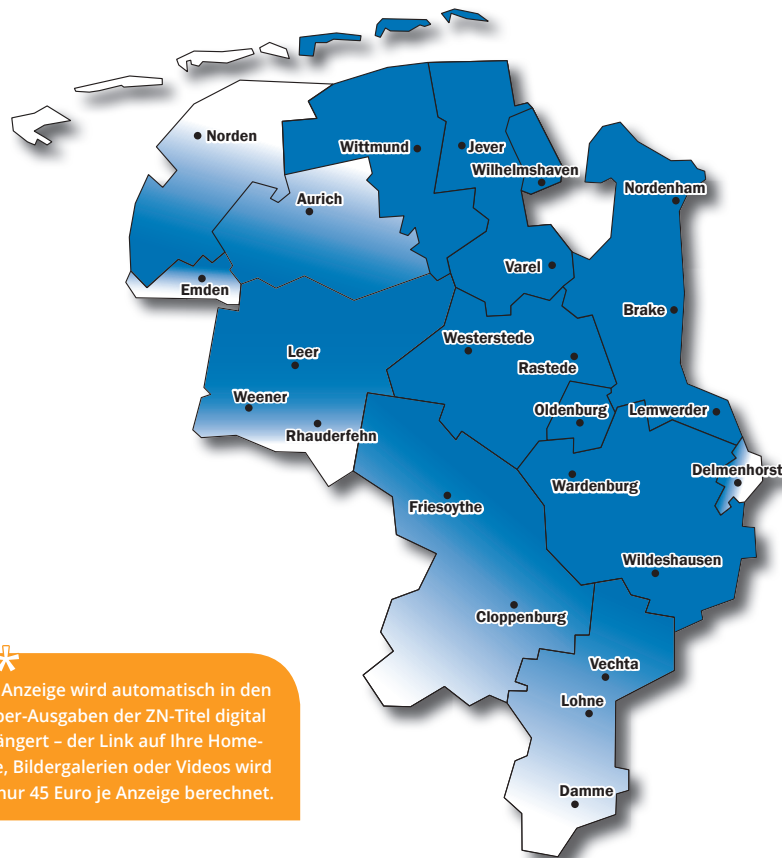 Norden
Wittmund
Jever
Wilhelmshaven
Nordenham
Aurich
Varel
Emden
Brake
Westerstede
Leer
Rastede
Weener
Oldenburg
Lemwerder
Rhauderfehn
Delmenhorst
Wardenburg
Friesoythe
Wildeshausen
Cloppenburg
Vechta
Lohne
Damme
*
Anzeige wird automatisch in den
per-Ausgaben der ZN-Titel digital
ängert – der Link auf Ihre Home-
e, Bildergalerien oder Videos wird
nur 45 Euro je Anzeige berechnet.